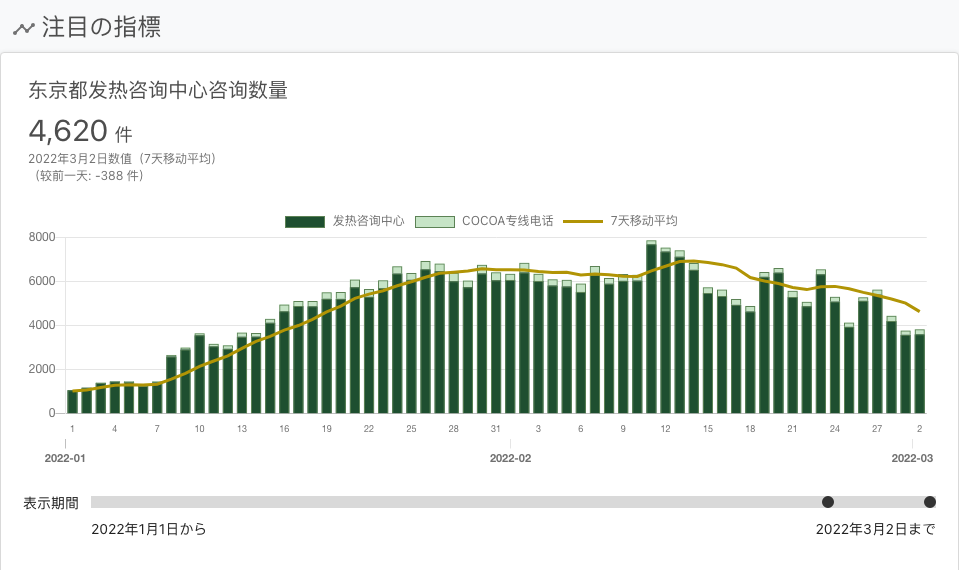 注目の指標
东京都发热咨询中心咨询数量
4,620 件
2022年3月2日数值（7天移动平均）
（较前一天: -388 件）
发热咨询中心 COCOA专线电话 7天移动平均
8000
6000
4000
2000
0
1 4 7 10 13 16 19 22 25 28 31 3 6 9 12 15 18 21 24 27 2
2022-01 2022-02 2022-03
表示期間
2022年1月1日から 2022年3月2日まで